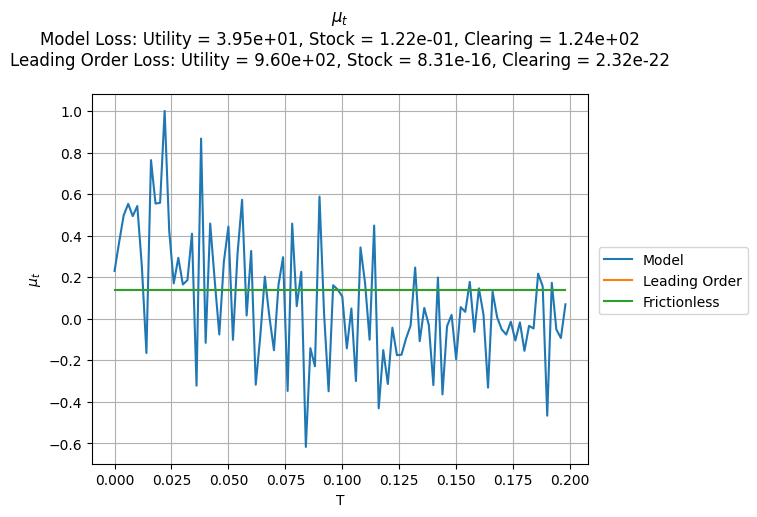 μ_t
Model Loss: Utility = 3.95e+01, Stock = 1.22e-01, Clearing = 1.24e+02
Leading Order Loss: Utility = 9.60e+02, Stock = 8.31e-16, Clearing = 2.32e-22
1.0
0.8
0.6
0.4
0.2
0.0
−0.2
−0.4
−0.6
μ_t
0.000 0.025 0.050 0.075 0.100 0.125 0.150 0.175 0.200
T
Model
Leading Order
Frictionless